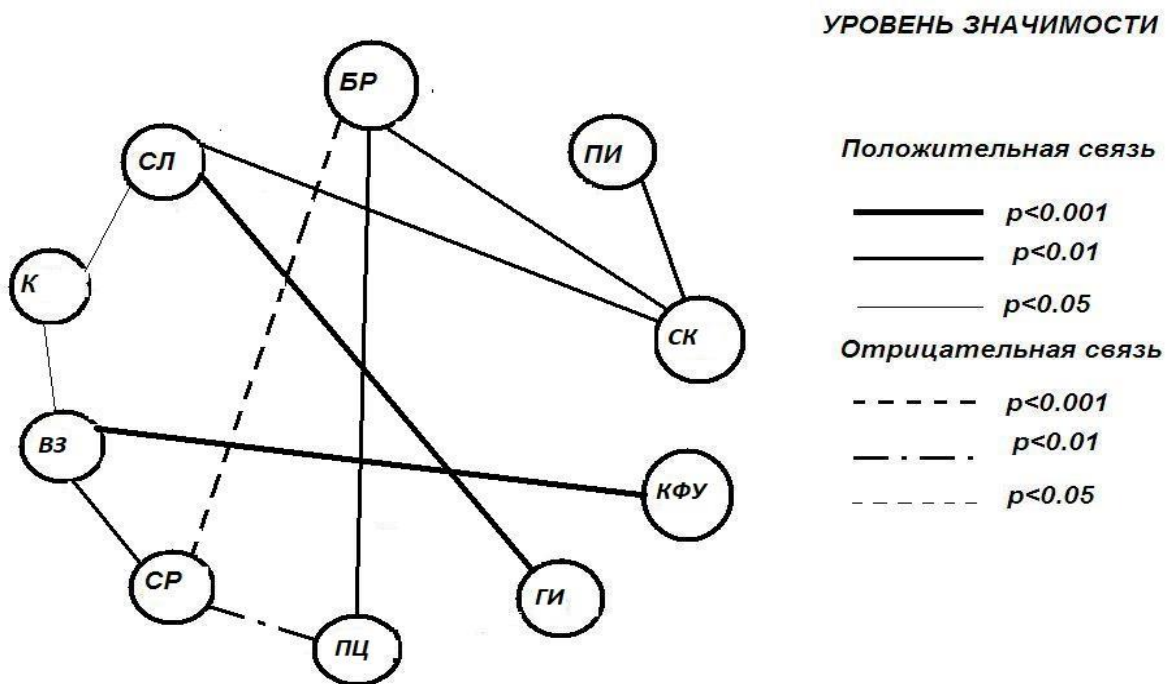 УРОВЕНЬ ЗНАЧИМОСТИ
БР
СЛ
ПИ
К
СК
ВЗ
КФУ
СР
ГИ
ПЦ
Положительная связь
p<0.001
p<0.01
p<0.05
Отрицательная связь
p<0.001
p<0.01
p<0.05